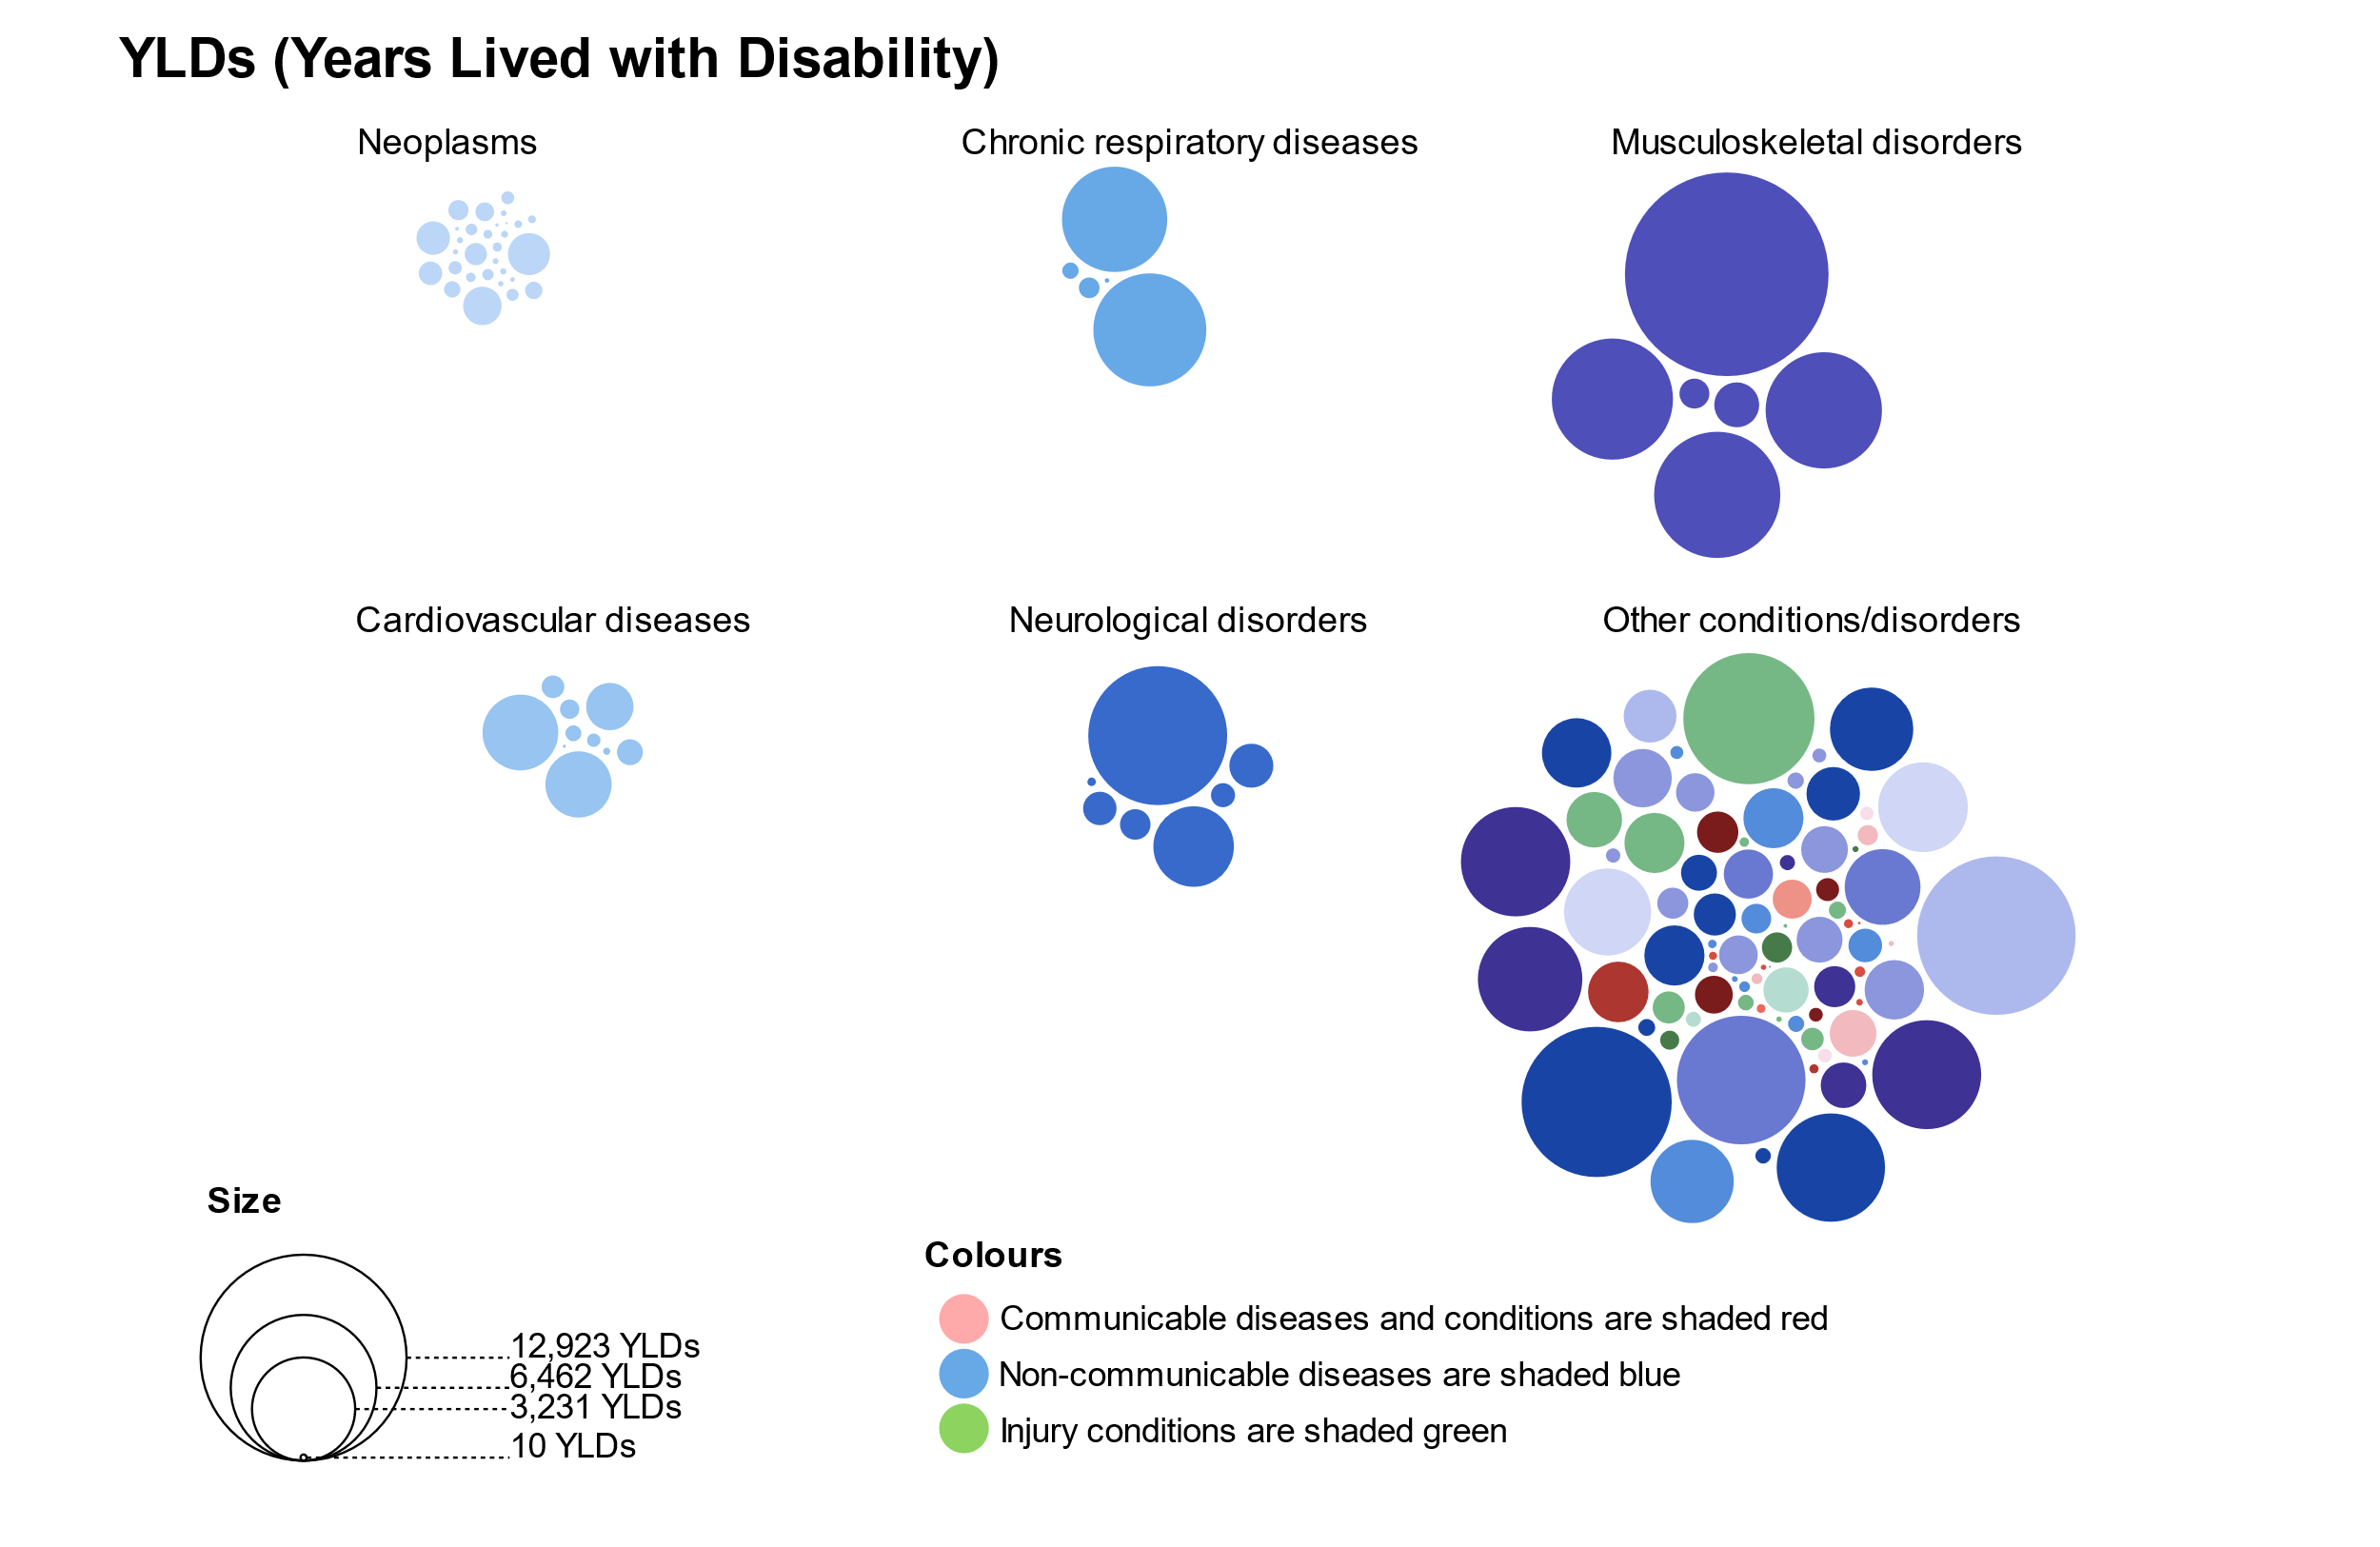 YLDs (Years Lived with Disability)
Neoplasms
Chronic respiratory diseases
Musculoskeletal disorders
Cardiovascular diseases
Neurological disorders
Other conditions/disorders
Size
12,923 YLDs
6,462 YLDs
3,231 YLDs
10 YLDs
Colours
Communicable diseases and conditions are shaded red
Non-communicable diseases are shaded blue
Injury conditions are shaded green